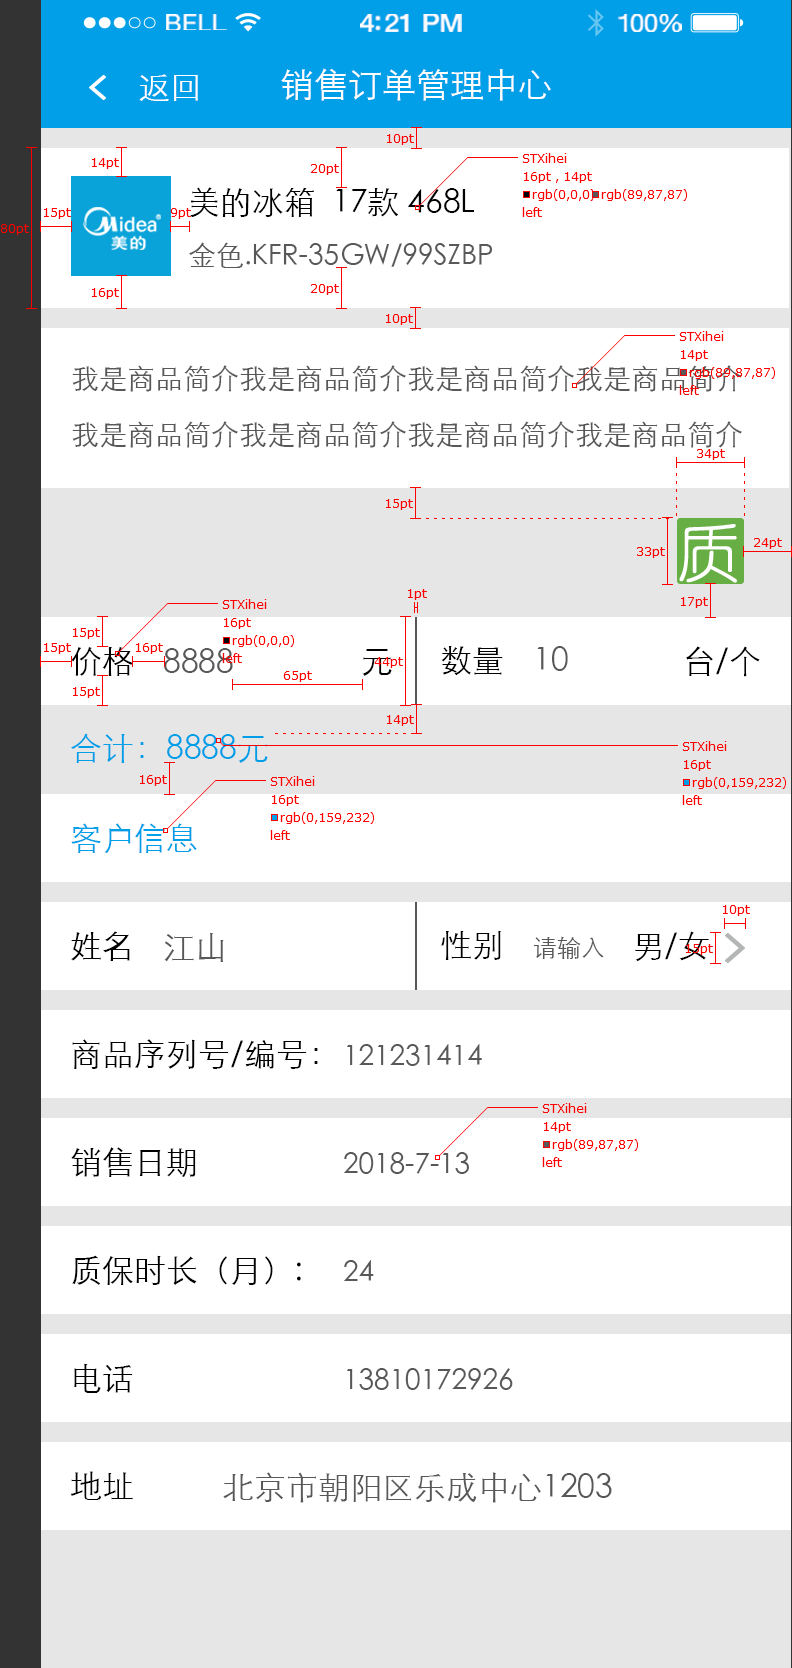 BELL 4:21 PM 100%
返回 销售订单管理中心
10pt
STXihei
16pt , 14pt
rgb(0,0,0) rgb(89,87,87)
left
14pt
20pt
15pt
9pt
80pt
Midea
美的
美的冰箱 17款 468L
金色.KFR-35GW/99SZBP
16pt
20pt
10pt
STXihei
14pt
rgb(89,87,87)
left
我是商品简介我是商品简介我是商品简介我是商品简介
我是商品简介我是商品简介我是商品简介我是商品简介
34pt
15pt
质
33pt
24pt
17pt
1pt
STXihei
16pt
rgb(0,0,0)
left
15pt
15pt
16pt
价格 8888 元 数量 10 台/个
44pt
65pt
15pt
14pt
合计：8888元
STXihei
16pt
rgb(0,159,232)
left
16pt
STXihei
16pt
rgb(0,159,232)
left
客户信息
10pt
姓名 江山 性别 请输入 男/女
15pt
商品序列号/编号： 121231414
STXihei
14pt
rgb(89,87,87)
left
销售日期 2018-7-13
质保时长（月）： 24
电话 13810172926
地址 北京市朝阳区乐成中心1203